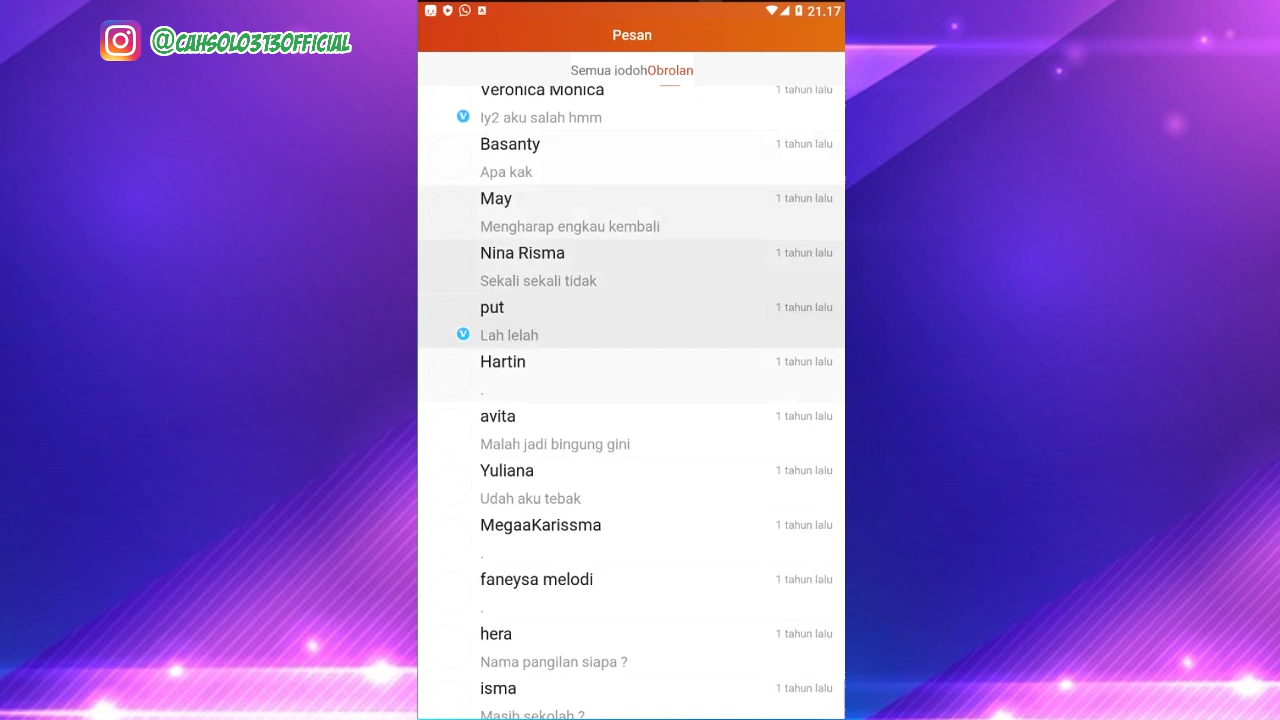 @CAHSOLO313OFFICIAL
21.17
Pesan
Semua jodoh Obrolan
Veronica Monica 1 tahun lalu
Iy2 aku salah hmm
Basanty 1 tahun lalu
Apa kak
May 1 tahun lalu
Mengharap engkau kembali
Nina Risma 1 tahun lalu
Sekali sekali tidak
put 1 tahun lalu
Lah lelah
Hartin 1 tahun lalu
.
avita 1 tahun lalu
Malah jadi bingung gini
Yuliana 1 tahun lalu
Udah aku tebak
MegaaKarissma 1 tahun lalu
.
faneysa melodi 1 tahun lalu
.
hera 1 tahun lalu
Nama pangilan siapa ?
isma 1 tahun lalu
Masih sekolah ?